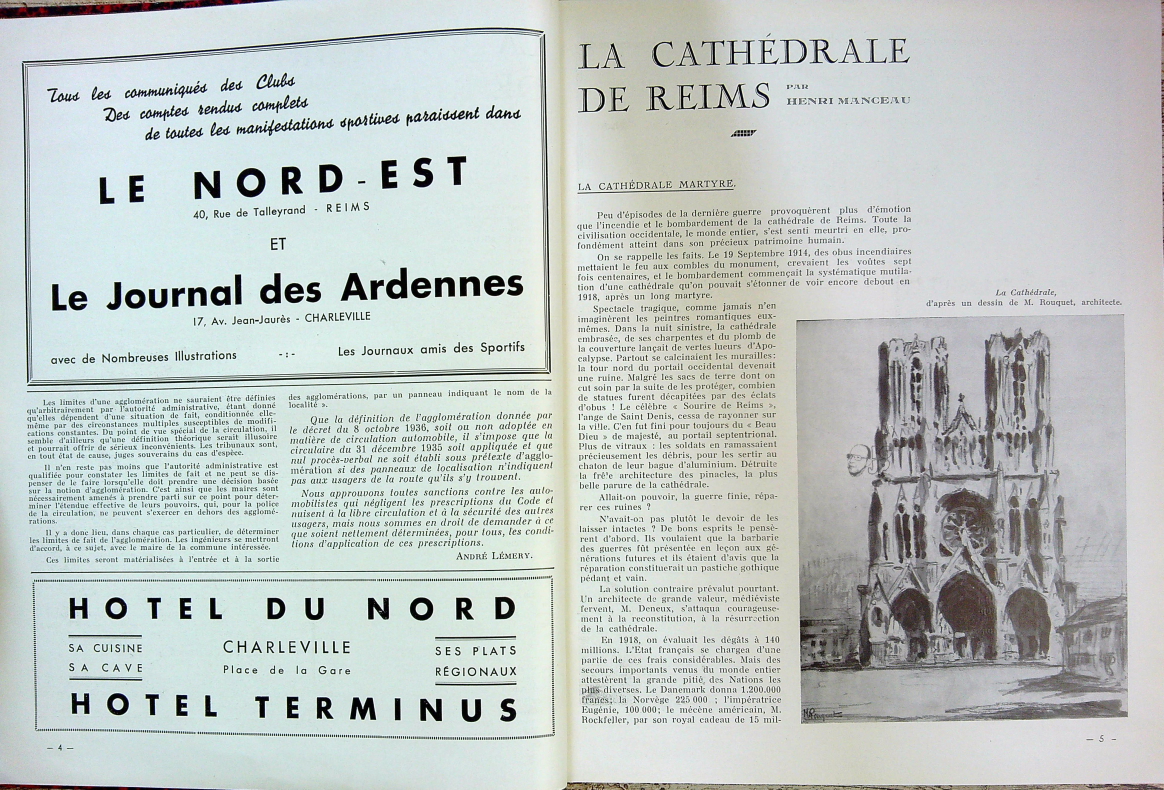 Tous les communiqués des Clubs
Des comptes rendus complets
de toutes les manifestations sportives paraissent dans
LE NORD-EST
40, Rue de Talleyrand - REIMS
ET
Le Journal des Ardennes
17, Av. Jean-Jaurès - CHARLEVILLE
avec de Nombreuses Illustrations -:- Les Journaux amis des Sportifs
Les limites d'une agglomération ne sauraient être définies
qu'arbitrairement par l'autorité administrative, étant donné
qu'elles dépendent d'une situation de fait, conditionnée elle-
même par des circonstances multiples susceptibles de modifi-
cations constantes. Du point de vue spécial de la circulation, il
semble d'ailleurs qu'une définition théorique serait illusoire
et pourrait offrir de sérieux inconvénients. Les tribunaux sont,
en tout état de cause, juges souverains du cas d'espèce.
Il n'en reste pas moins que l'autorité administrative est
qualifiée pour constater les limites de fait et ne peut se dis-
penser de le faire lorsqu'elle doit prendre une décision basée
sur la notion d'agglomération. C'est ainsi que les maires sont
nécessairement amenés à prendre parti sur ce point pour déter-
miner l'étendue effective de leurs pouvoirs, qui, pour la police
de la circulation, ne peuvent s'exercer en dehors des agglomé-
rations.
Il y a donc lieu, dans chaque cas particulier, de déterminer
les limites de fait de l'agglomération. Les ingénieurs se mettront
d'accord, à ce sujet, avec le maire de la commune intéressée.
Ces limites seront matérialisées à l'entrée et à la sortie
des agglomérations, par un panneau indiquant le nom de la
localité ».
Que la définition de l'agglomération donnée par
le décret du 8 octobre 1936, soit ou non adoptée en
matière de circulation automobile, il s'impose que la
circulaire du 31 décembre 1935 soit appliquée et que
nul procès-verbal ne soit établi sous prétexte d'agglo-
mération si des panneaux de localisation n'indiquent
pas aux usagers de la route qu'ils s'y trouvent.
Nous approuvons toutes sanctions contre les auto-
mobilistes qui négligent les prescriptions du Code et
nuisent à la libre circulation et à la sécurité des autres
usagers, mais nous sommes en droit de demander à ce
que soient nettement déterminées, pour tous, les condi-
tions d'application de ces prescriptions.
ANDRÉ LÉMERY.
HOTEL DU NORD
SA CUISINE
SA CAVE
CHARLEVILLE
Place de la Gare
SES PLATS
RÉGIONAUX
HOTEL TERMINUS
— 4 —
LA CATHÉDRALE
DE REIMS PAR
HENRI MANCEAU
LA CATHÉDRALE MARTYRE.
Peu d'épisodes de la dernière guerre provoquèrent plus d'émotion
que l'incendie et le bombardement de la cathédrale de Reims. Toute la
civilisation occidentale, le monde entier, s'est senti meurtri en elle, pro-
fondément atteint dans son précieux patrimoine humain.
On se rappelle les faits. Le 19 Septembre 1914, des obus incendiaires
mettaient le feu aux combles du monument, crevaient les voûtes sept
fois centenaires, et le bombardement commençait la systématique mutila-
tion d'une cathédrale qu'on pouvait s'étonner de voir encore debout en
1918, après un long martyre.
Spectacle tragique, comme jamais n'en
imaginèrent les peintres romantiques eux-
mêmes. Dans la nuit sinistre, la cathédrale
embrasée, de ses charpentes et du plomb de
la couverture lançait de vertes lueurs d'Apo-
calypse. Partout se calcinaient les murailles:
la tour nord du portail occidental devenait
une ruine. Malgré les sacs de terre dont on
eut soin par la suite de les protéger, combien
de statues furent décapitées par des éclats
d'obus ! Le célèbre « Sourire de Reims »,
l'ange de Saint Denis, cessa de rayonner sur
la ville. C'en fut fini pour toujours du « Beau
Dieu » de majesté, au portail septentrional.
Plus de vitraux : les soldats en ramassaient
précieusement les débris, pour les sertir au
chaton de leur bague d'aluminium. Détruite
la frêle architecture des pinacles, la plus
belle parure de la cathédrale.
Allait-on pouvoir, la guerre finie, répa-
rer ces ruines ?
N'avait-on pas plutôt le devoir de les
laisser intactes ? De bons esprits le pensè-
rent d'abord. Ils voulaient que la barbarie
des guerres fût présentée en leçon aux gé-
nérations futures et ils étaient d'avis que la
réparation constituerait un pastiche gothique
pédant et vain.
La solution contraire prévalut pourtant.
Un architecte de grande valeur, médiéviste
fervent, M. Deneux, s'attaqua courageuse-
ment à la reconstitution, à la résurrection
de la cathédrale.
En 1918, on évaluait les dégâts à 140
millions. L'Etat français se chargea d'une
partie de ces frais considérables. Mais des
secours importants venus du monde entier
attestèrent la grande pitié des Nations les
plus diverses. Le Danemark donna 1.200.000
francs; la Norvège 225 000 ; l'impératrice
Eugénie, 100 000; le mécène américain, M.
Rockfeller, par son royal cadeau de 15 mil-
La Cathédrale,
d'après un dessin de M. Rouquet, architecte.
— 5 -